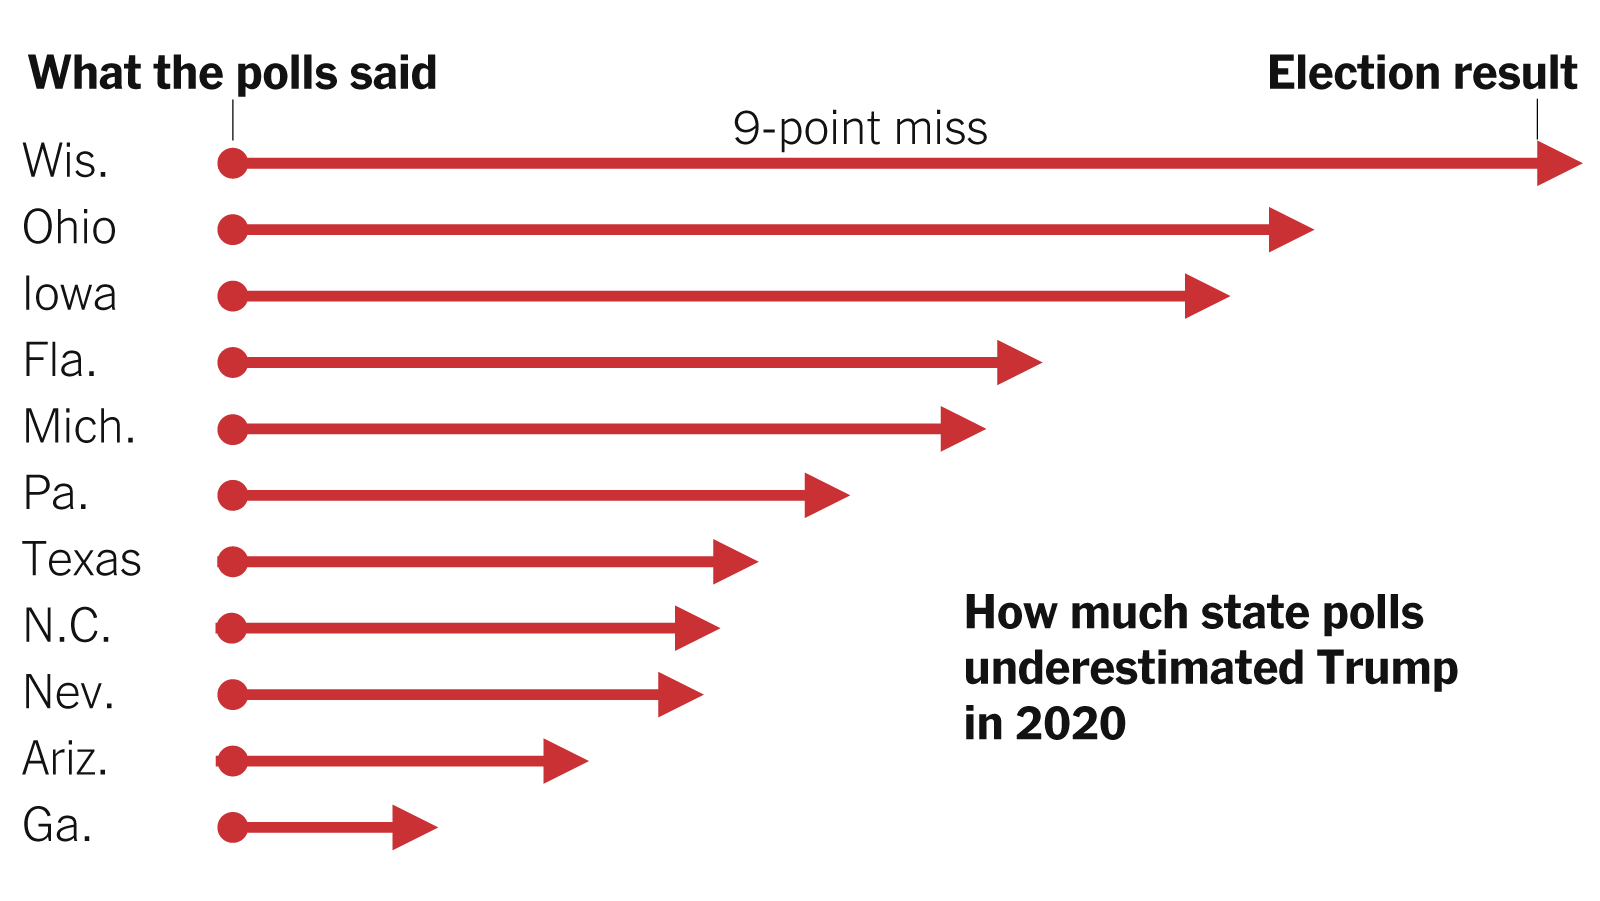 What the polls said
Election result
9-point miss
Wis.
Ohio
Iowa
Fla.
Mich.
Pa.
Texas
N.C.
Nev.
Ariz.
Ga.
How much state polls
underestimated Trump
in 2020